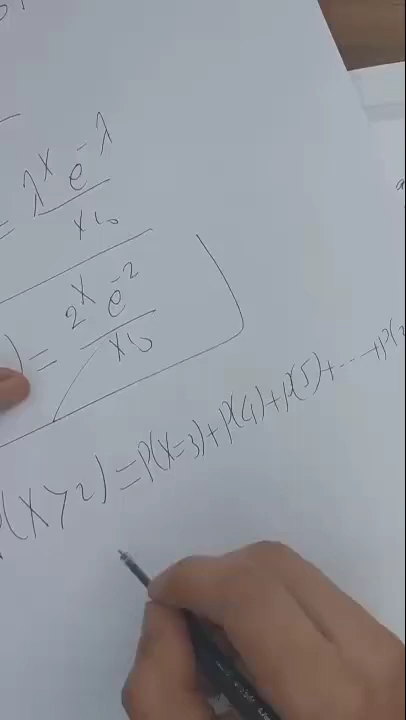 = λ^x e^-λ / x!
) = 2^x e^-2 / x!
P(X>2) = P(X=3)+P(4)+P(5)+...+P(